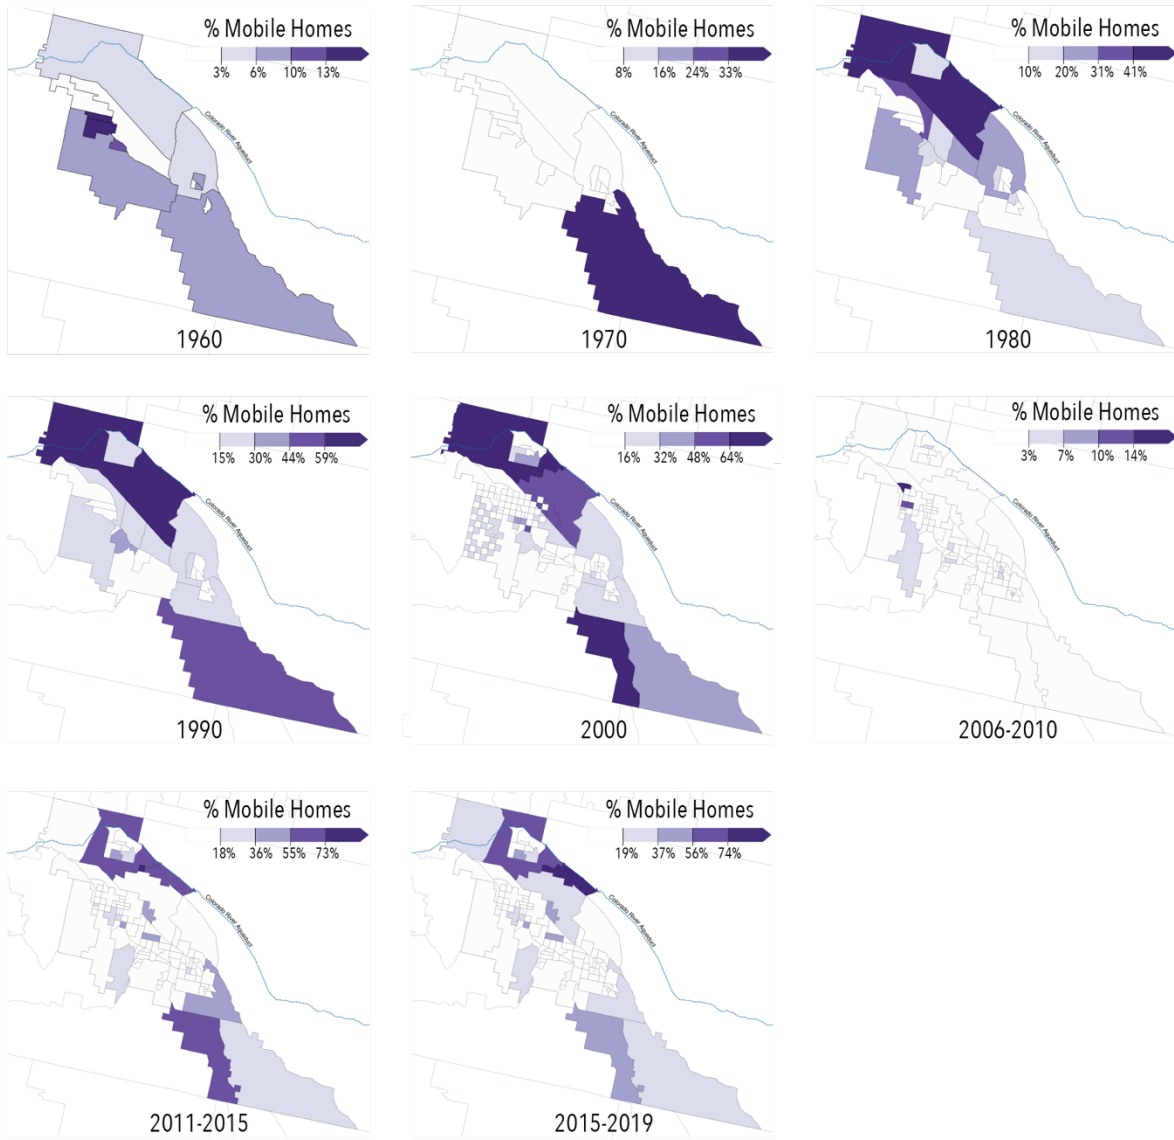 % Mobile Homes
3% 6% 10% 13%
Colorado River Aqueduct
1960
% Mobile Homes
8% 16% 24% 33%
Colorado River Aqueduct
1970
% Mobile Homes
10% 20% 31% 41%
Colorado River Aqueduct
1980
% Mobile Homes
15% 30% 44% 59%
Colorado River Aqueduct
1990
% Mobile Homes
16% 32% 48% 64%
Colorado River Aqueduct
2000
% Mobile Homes
3% 7% 10% 14%
Colorado River Aqueduct
2006-2010
% Mobile Homes
18% 36% 55% 73%
Colorado River Aqueduct
2011-2015
% Mobile Homes
19% 37% 56% 74%
Colorado River Aqueduct
2015-2019